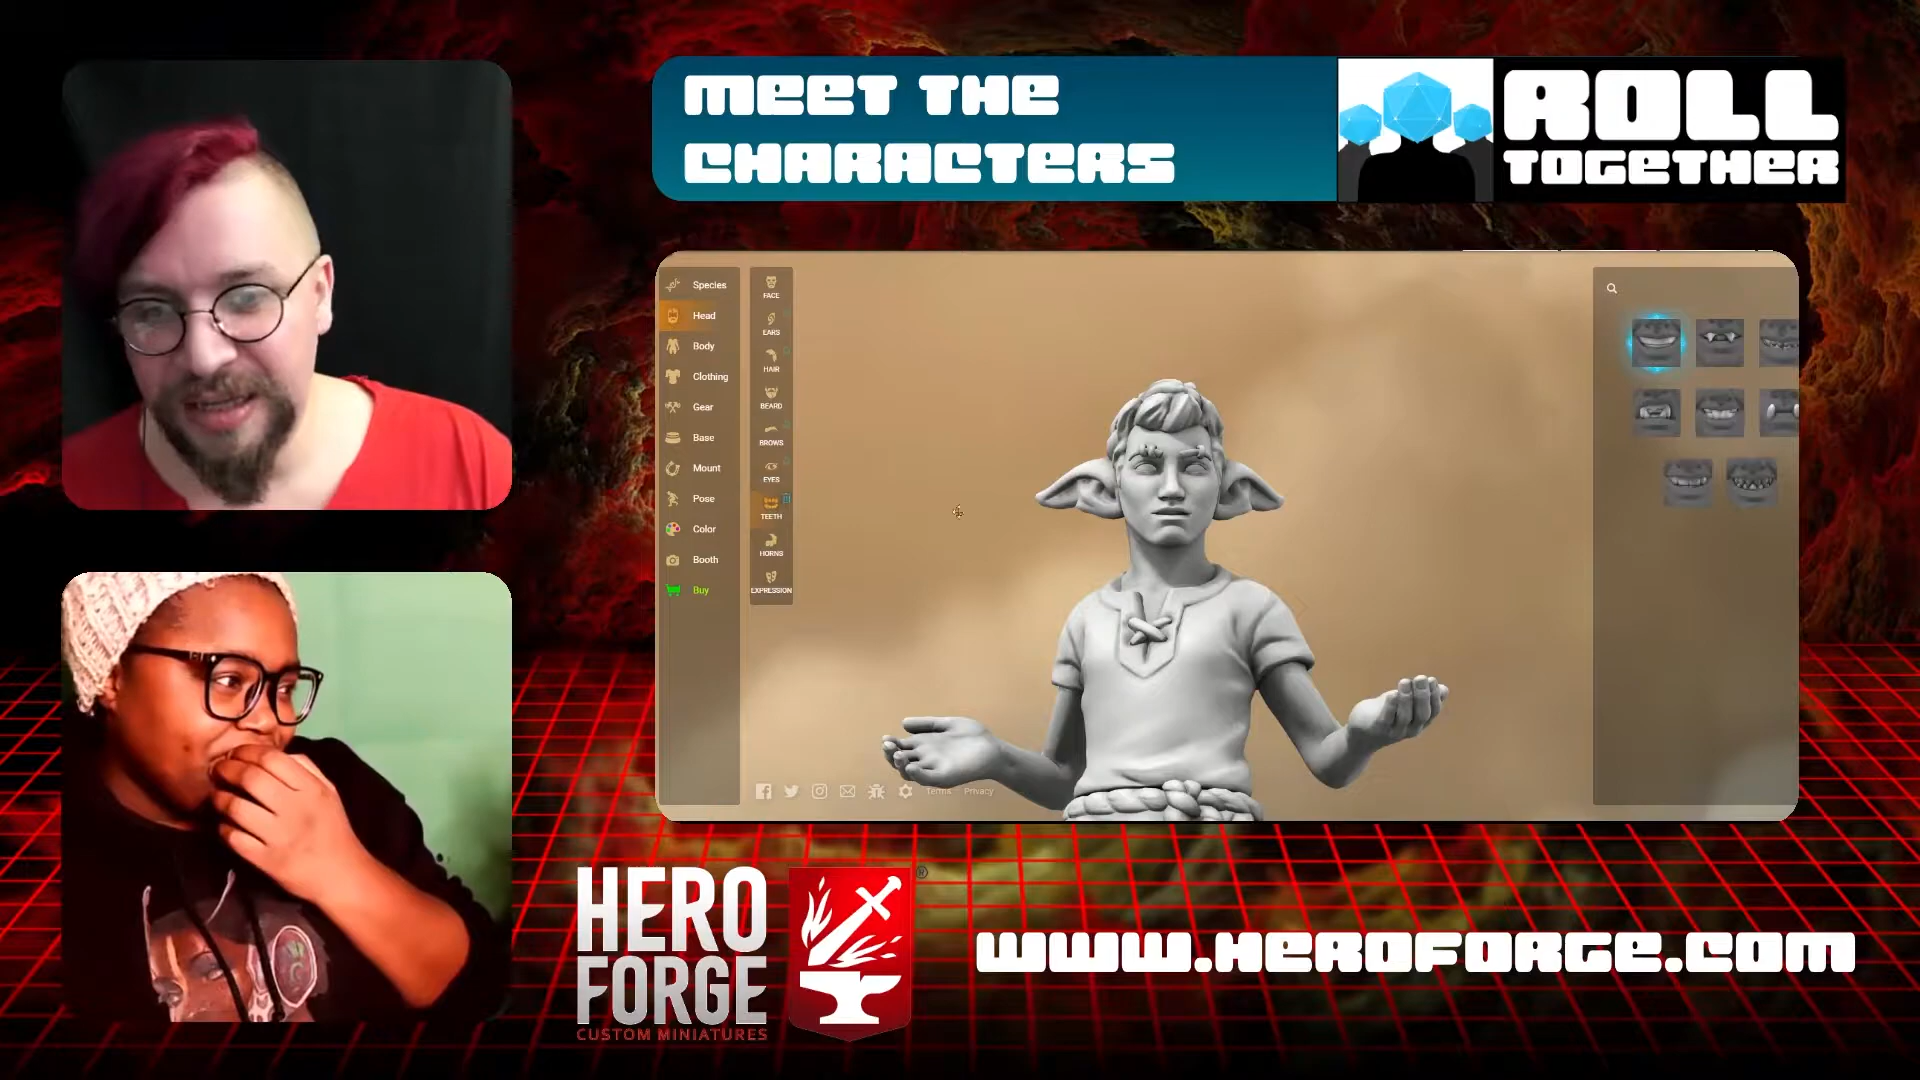 MEET THE
CHARACTERS
ROLL
TOGETHER
Species
Head
Body
Clothing
Gear
Base
Mount
Pose
Color
Booth
Buy
FACE
EARS
HAIR
BEARD
BROWS
EYES
TEETH
HORNS
EXPRESSION
Terms
Privacy
HERO
FORGE
®
CUSTOM MINIATURES
WWW.HEROFORGE.COM